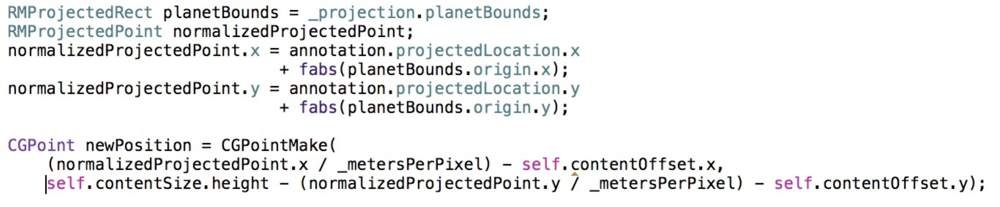 RMProjectedRect planetBounds = _projection.planetBounds;
RMProjectedPoint normalizedProjectedPoint;
normalizedProjectedPoint.x = annotation.projectedLocation.x
                           + fabs(planetBounds.origin.x);
normalizedProjectedPoint.y = annotation.projectedLocation.y
                           + fabs(planetBounds.origin.y);

CGPoint newPosition = CGPointMake(
    (normalizedProjectedPoint.x / _metersPerPixel) - self.contentOffset.x,
    self.contentSize.height - (normalizedProjectedPoint.y / _metersPerPixel) - self.contentOffset.y);